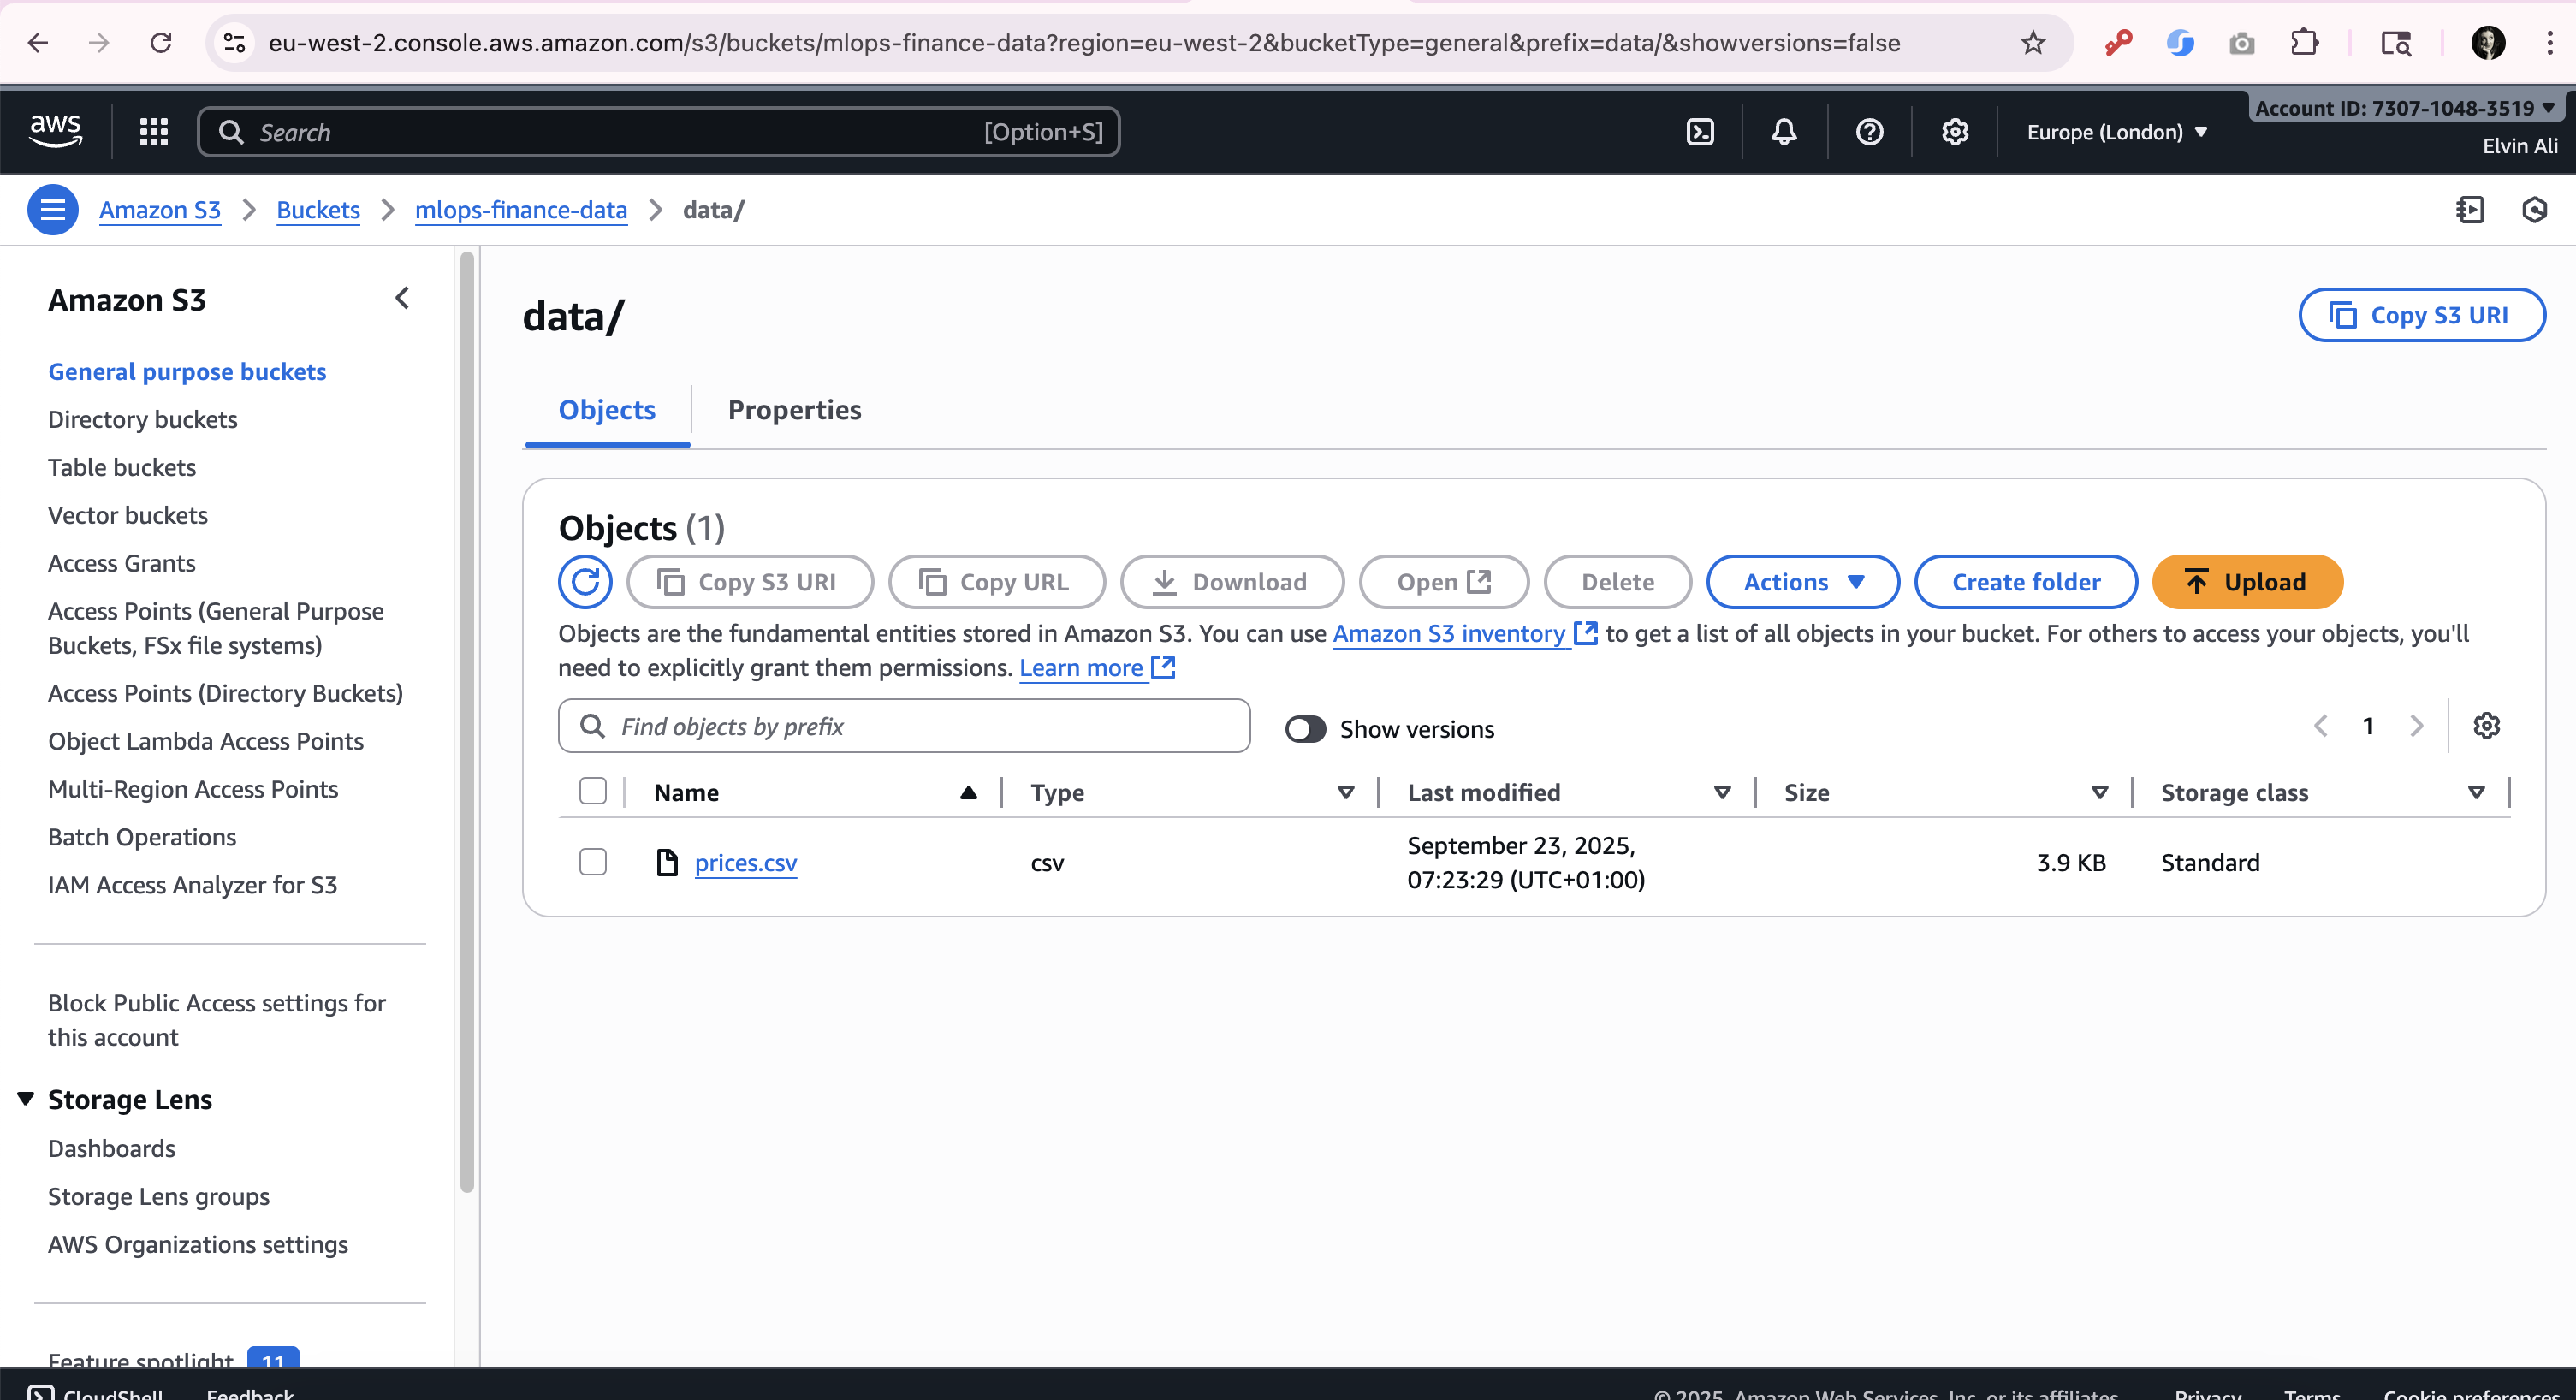 eu-west-2.console.aws.amazon.com/s3/buckets/mlops-finance-data?region=eu-west-2&bucketType=general&prefix=data/&showversions=false
aws
Search [Option+S]
Europe (London)
Account ID: 7307-1048-3519
Elvin Ali
Amazon S3 Buckets mlops-finance-data data/
Amazon S3
General purpose buckets
Directory buckets
Table buckets
Vector buckets
Access Grants
Access Points (General Purpose
Buckets, FSx file systems)
Access Points (Directory Buckets)
Object Lambda Access Points
Multi-Region Access Points
Batch Operations
IAM Access Analyzer for S3
Block Public Access settings for
this account
Storage Lens
Dashboards
Storage Lens groups
AWS Organizations settings
Feature spotlight 11
data/
Copy S3 URI
Objects Properties
Objects (1)
Copy S3 URI Copy URL Download Open Delete Actions Create folder Upload
Objects are the fundamental entities stored in Amazon S3. You can use Amazon S3 inventory to get a list of all objects in your bucket. For others to access your objects, you'll
need to explicitly grant them permissions. Learn more
Find objects by prefix Show versions 1
Name Type Last modified Size Storage class
prices.csv csv September 23, 2025,
07:23:29 (UTC+01:00) 3.9 KB Standard
CloudShell Feedback © 2025, Amazon Web Services, Inc. or its affiliates. Privacy Terms Cookie preferences